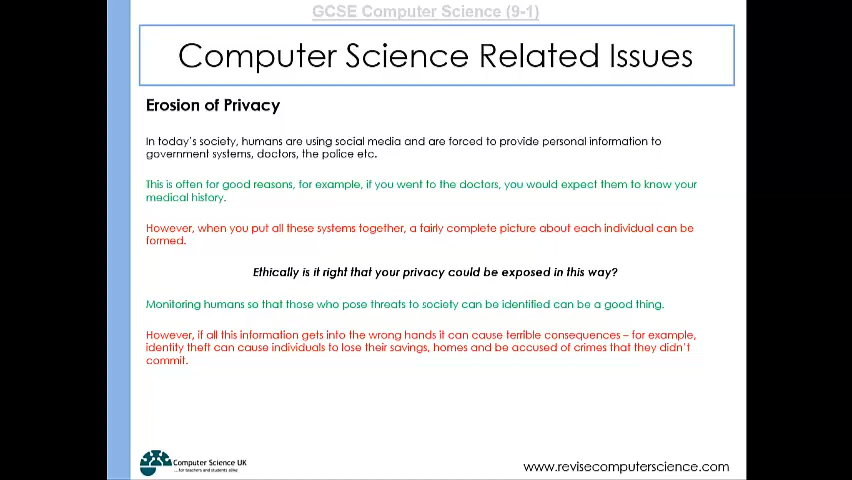 GCSE Computer Science (9-1)
Computer Science Related Issues
Erosion of Privacy
In today's society, humans are using social media and are forced to provide personal information to
government systems, doctors, the police etc.
This is often for good reasons, for example, if you went to the doctors, you would expect them to know your
medical history.
However, when you put all these systems together, a fairly complete picture about each individual can be
formed.
Ethically is it right that your privacy could be exposed in this way?
Monitoring humans so that those who pose threats to society can be identified can be a good thing.
However, if all this information gets into the wrong hands it can cause terrible consequences – for example,
identity theft can cause individuals to lose their savings, homes and be accused of crimes that they didn't
commit.
Computer Science UK
...for teachers and students alike
www.revisecomputerscience.com